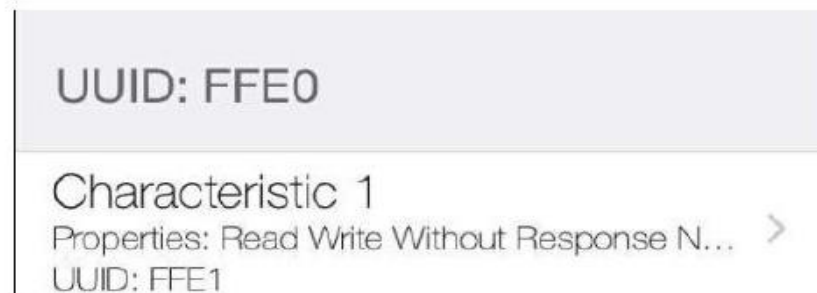 UUID: FFE0
Characteristic 1
Properties: Read Write Without Response N...
UUID: FFE1